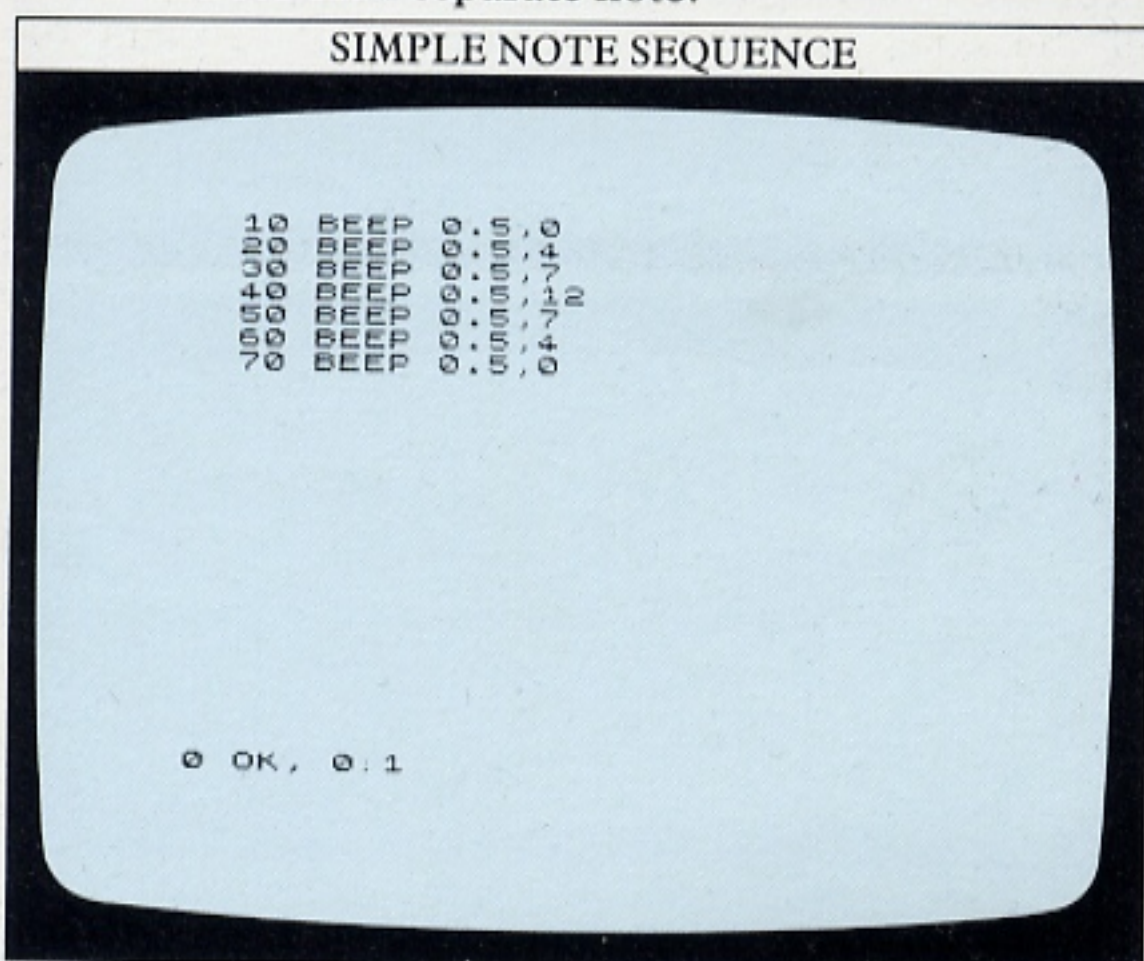 separate note.
SIMPLE NOTE SEQUENCE
10 BEEP 0.5,0
20 BEEP 0.5,4
30 BEEP 0.5,7
40 BEEP 0.5,12
50 BEEP 0.5,7
60 BEEP 0.5,4
70 BEEP 0.5,0
0 OK, 0:1